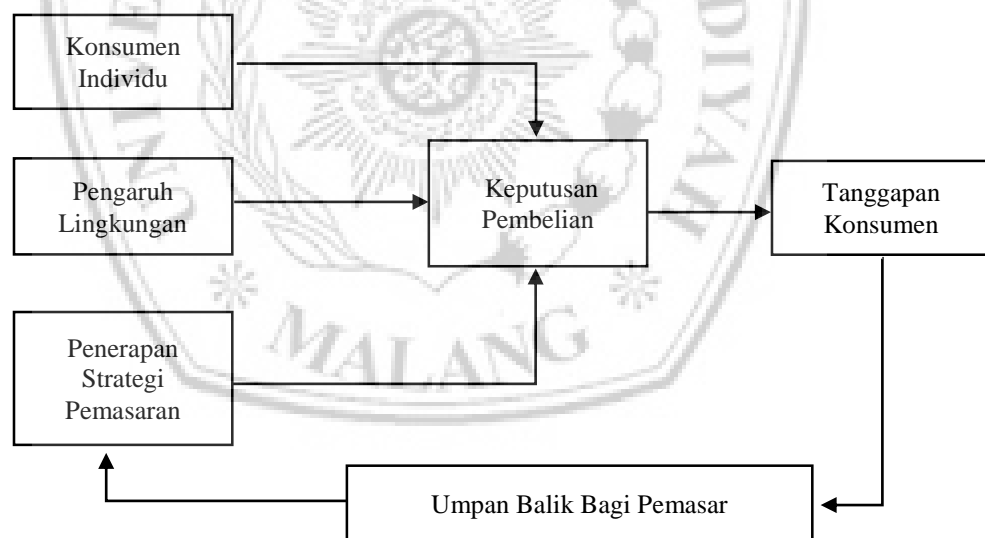 Konsumen
Individu
Pengaruh
Lingkungan
Keputusan
Pembelian
Tanggapan
Konsumen
Penerapan
Strategi
Pemasaran
MALANG
Umpan Balik Bagi Pemasar